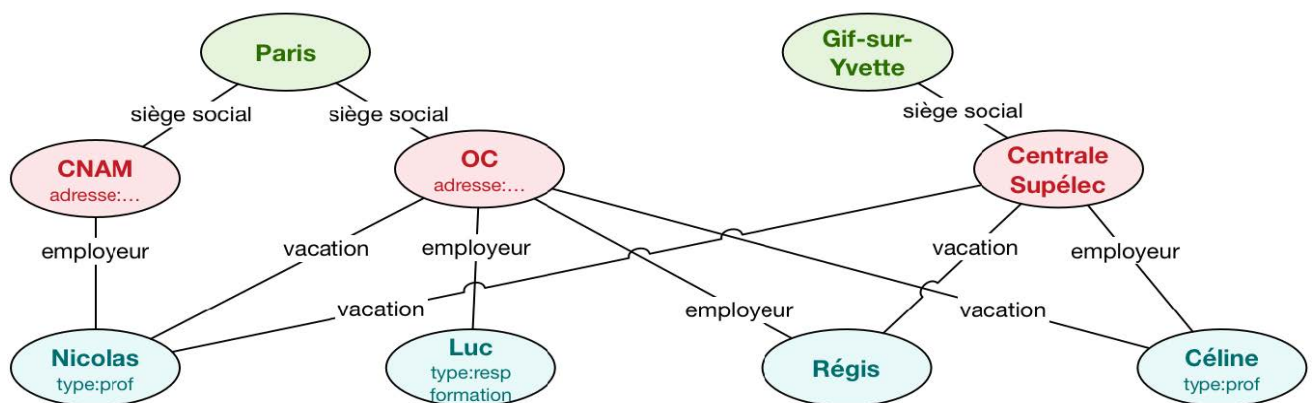 Paris
Gif-sur-
Yvette
siège social
siège social
siège social
CNAM
adresse:...
OC
adresse:...
Centrale
Supélec
employeur
vacation
employeur
vacation
employeur
vacation
employeur
vacation
Nicolas
type:prof
Luc
type:resp
formation
Régis
Céline
type:prof